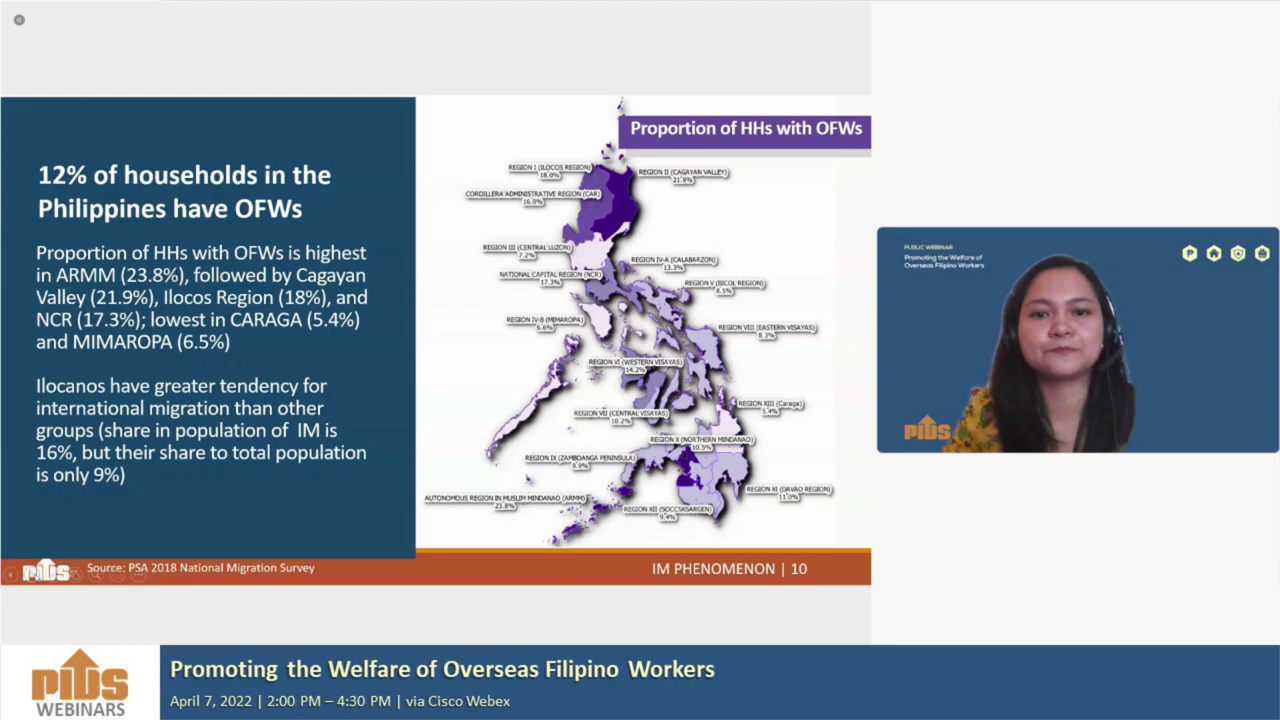 12% of households in the
Philippines have OFWs
Proportion of HHs with OFWs is highest
in ARMM (23.8%), followed by Cagayan
Valley (21.9%), Ilocos Region (18%), and
NCR (17.3%); lowest in CARAGA (5.4%)
and MIMAROPA (6.5%)
Ilocanos have greater tendency for
international migration than other
groups (share in population of IM is
16%, but their share to total population
is only 9%)
Proportion of HHs with OFWs
REGION I (ILOCOS REGION)
18.0%
REGION II (CAGAYAN VALLEY)
21.9%
CORDILLERA ADMINISTRATIVE REGION (CAR)
16.0%
REGION III (CENTRAL LUZON)
7.2%
REGION IV-A (CALABARZON)
13.3%
NATIONAL CAPITAL REGION (NCR)
17.3%
REGION V (BICOL REGION)
8.5%
REGION IV-B (MIMAROPA)
6.6%
REGION VIII (EASTERN VISAYAS)
8.3%
REGION VI (WESTERN VISAYAS)
14.2%
REGION XIII (Caraga)
5.4%
REGION VII (CENTRAL VISAYAS)
10.2%
REGION X (NORTHERN MINDANAO)
10.5%
REGION IX (ZAMBOANGA PENINSULA)
9.9%
REGION XI (DAVAO REGION)
11.0%
AUTONOMOUS REGION IN MUSLIM MINDANAO (ARMM)
23.8%
REGION XII (SOCCSKSARGEN)
9.4%
pids
Source: PSA 2018 National Migration Survey
IM PHENOMENON | 10
PUBLIC WEBINAR
Promoting the Welfare of
Overseas Filipino Workers
P
pids
pids
WEBINARS
Promoting the Welfare of Overseas Filipino Workers
April 7, 2022 | 2:00 PM – 4:30 PM | via Cisco Webex